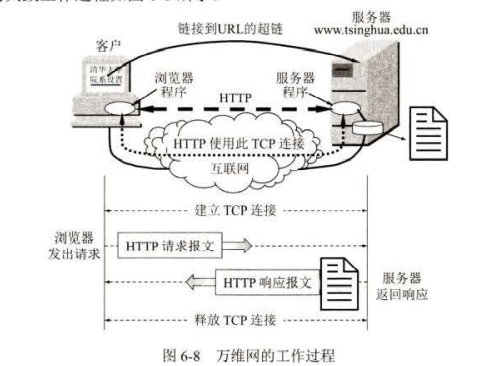 服务器
www.tsinghua.edu.cn
链接到URL的超链
客户
清华大学
院系设置
浏览器
程序
服务器
程序
HTTP
HTTP 使用此 TCP 连接
互联网
建立 TCP 连接
浏览器
发出请求
HTTP 请求报文
HTTP 响应报文
服务器
返回响应
释放 TCP 连接
图 6-8 万维网的工作过程